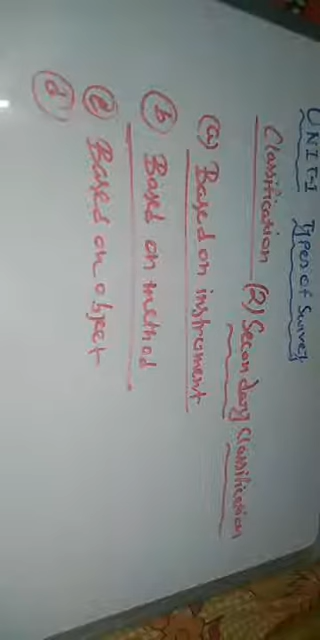 UNIT-1 Types of Survey
Classification (2) Secondary Classification
(a) Based on instrument
(b) Based on method
(c) Based on object
(d)